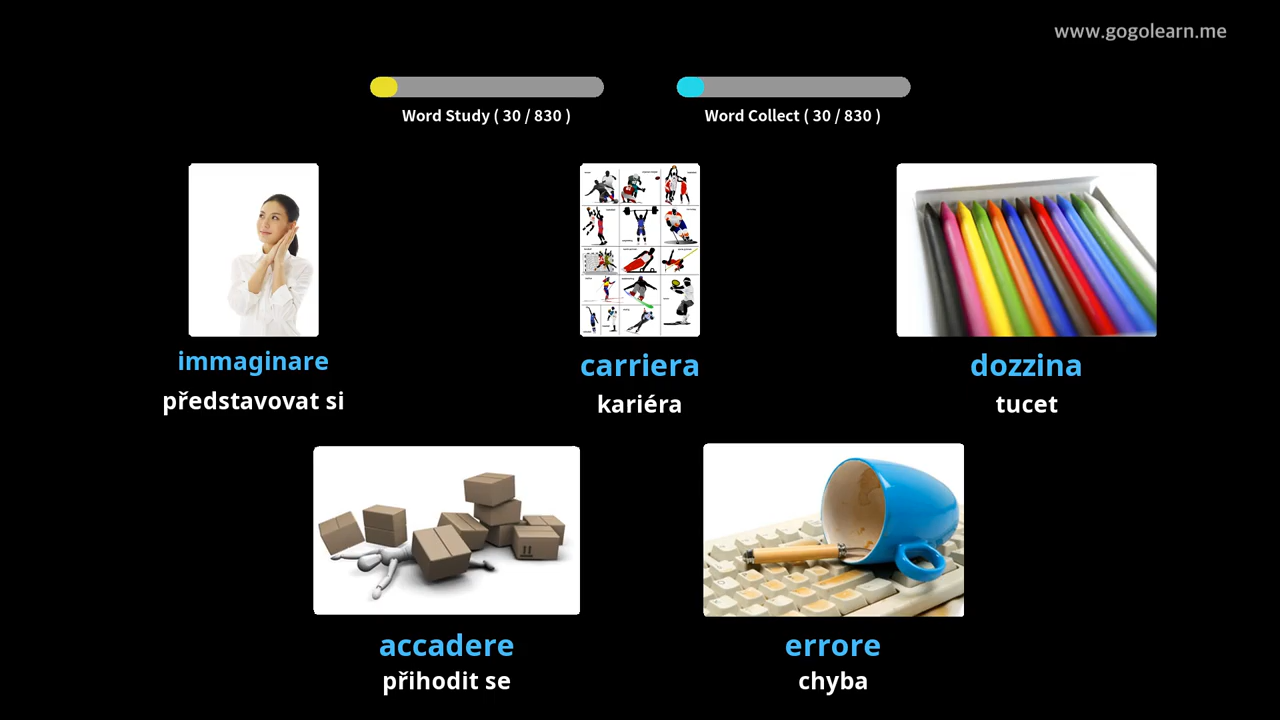 www.gogolearn.me
Word Study ( 30 / 830 )
Word Collect ( 30 / 830 )
immaginare
představovat si
carriera
kariéra
dozzina
tucet
accadere
přihodit se
errore
chyba